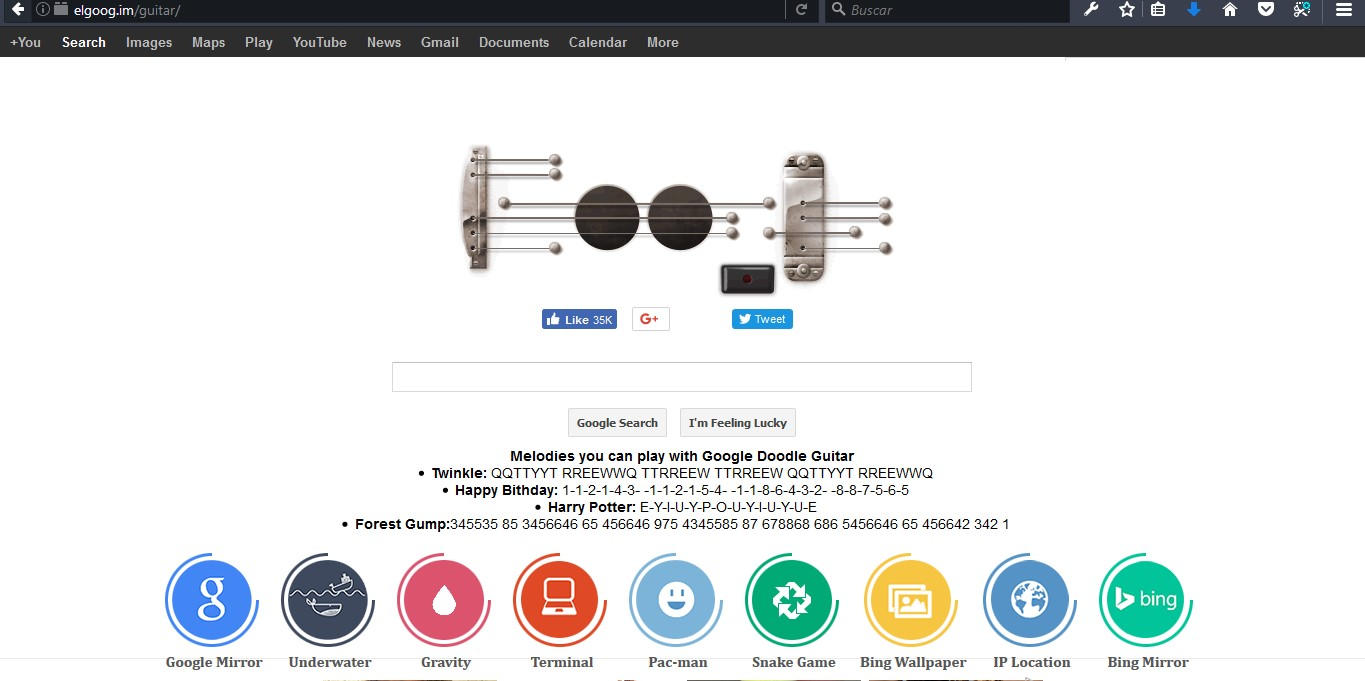 elgoog.im/guitar/
Buscar
+You Search Images Maps Play YouTube News Gmail Documents Calendar More
Like 35K
G+
Tweet
Google Search I'm Feeling Lucky
Melodies you can play with Google Doodle Guitar
• Twinkle: QQTTYYT RREEWWQ TTRREEW TTRREEW QQTTYYT RREEWWQ
• Happy Bithday: 1-1-2-1-4-3- -1-1-2-1-5-4- -1-1-8-6-4-3-2- -8-8-7-5-6-5
• Harry Potter: E-Y-I-U-Y-P-O-U-Y-I-U-Y-U-E
• Forest Gump:345535 85 3456646 65 456646 975 4345585 87 678868 686 5456646 65 456642 342 1
g
bing
Google Mirror Underwater Gravity Terminal Pac-man Snake Game Bing Wallpaper IP Location Bing Mirror